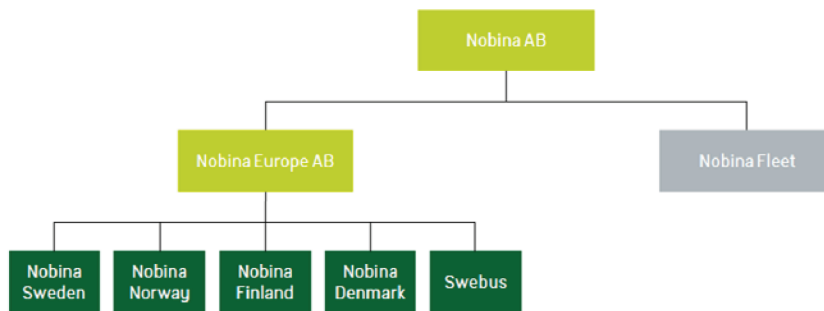 Nobina AB
Nobina Europe AB
Nobina Fleet
Nobina
Sweden
Nobina
Norway
Nobina
Finland
Nobina
Denmark
Swebus